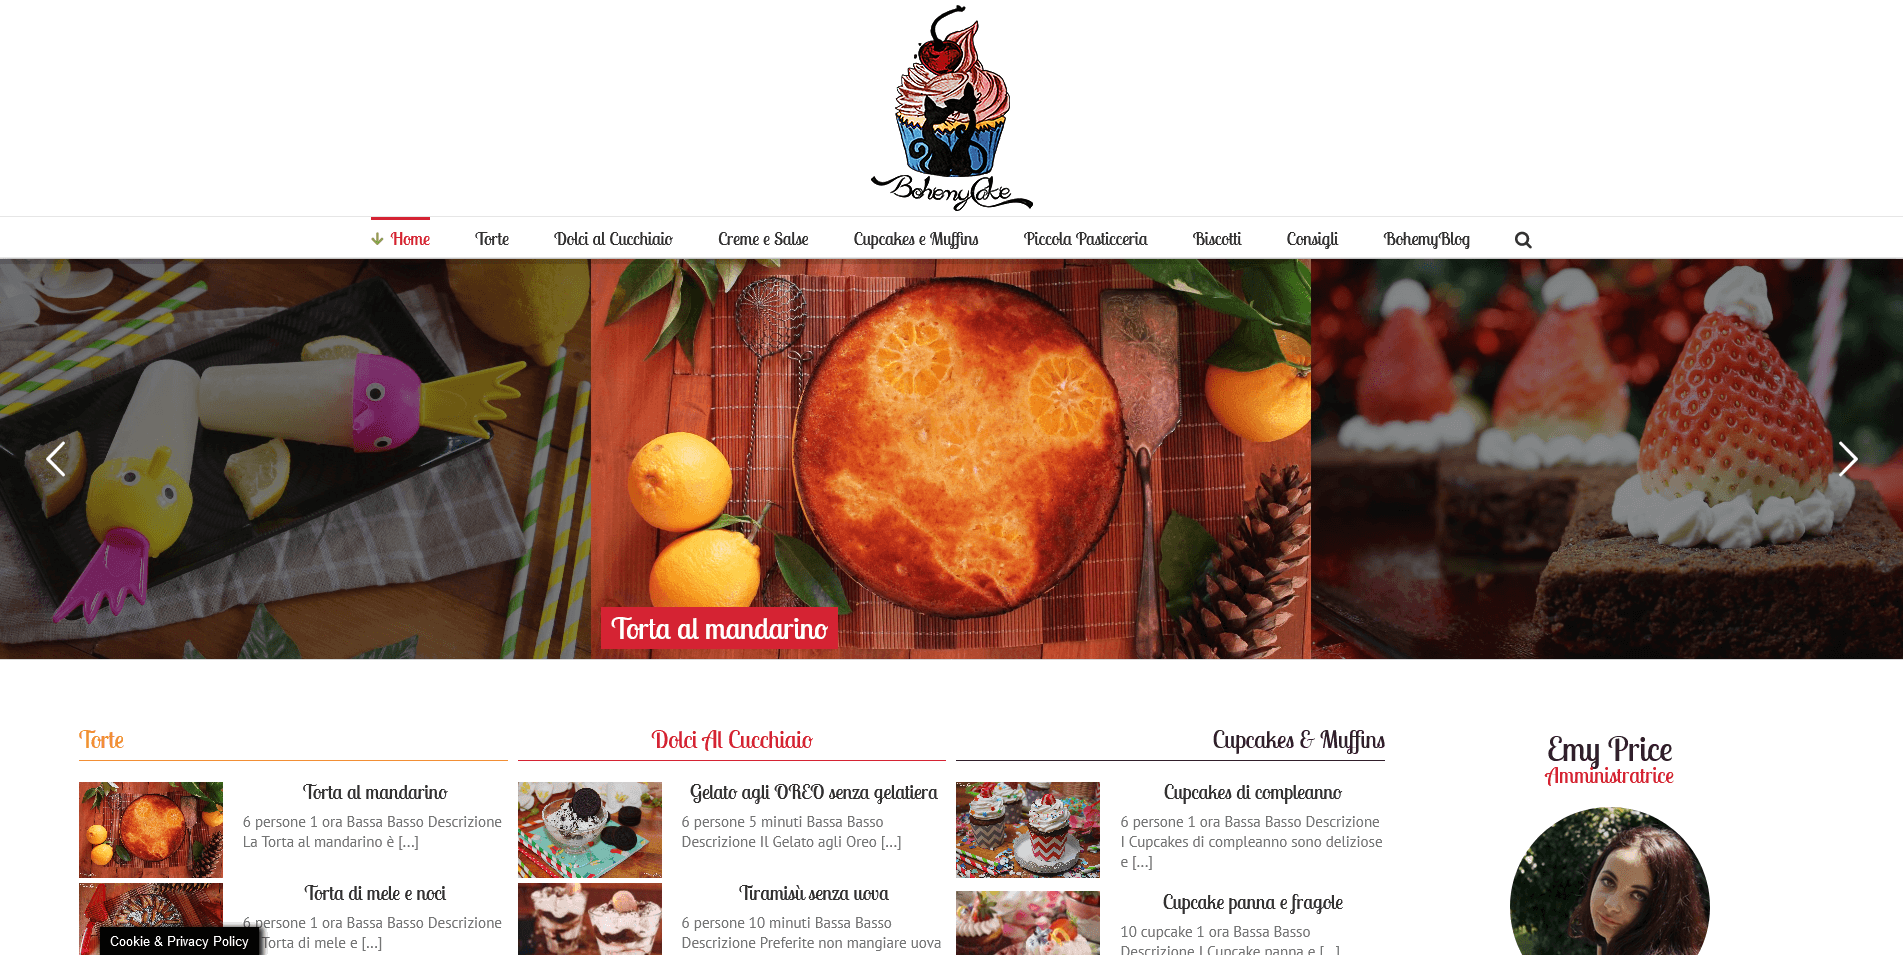 BohemyCake
Home
Torte
Dolci al Cucchiaio
Creme e Salse
Cupcakes e Muffins
Piccola Pasticceria
Biscotti
Consigli
BohemyBlog
Torta al mandarino
Torte
Torta al mandarino
6 persone 1 ora Bassa Basso Descrizione
La Torta al mandarino è [...]
Torta di mele e noci
6 persone 1 ora Bassa Basso Descrizione
Torta di mele e [...]
Dolci Al Cucchiaio
Gelato agli OREO senza gelatiera
6 persone 5 minuti Bassa Basso
Descrizione Il Gelato agli Oreo [...]
Tiramisù senza uova
6 persone 10 minuti Bassa Basso
Descrizione Preferite non mangiare uova
Cupcakes & Muffins
Cupcakes di compleanno
6 persone 1 ora Bassa Basso Descrizione
I Cupcakes di compleanno sono deliziose
e [...]
Cupcake panna e fragole
10 cupcake 1 ora Bassa Basso
Descrizione I Cupcake panna e [...]
Emy Price
Amministratrice
Cookie & Privacy Policy